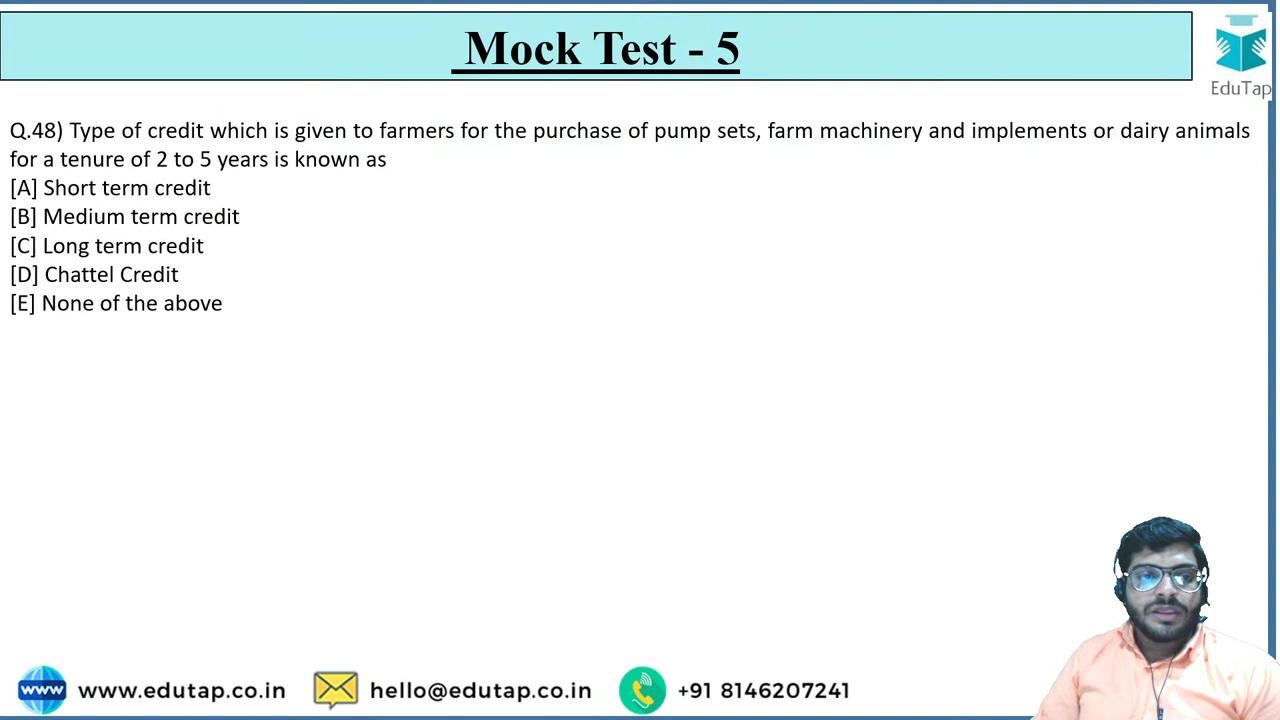 Mock Test - 5
EduTap
Q.48) Type of credit which is given to farmers for the purchase of pump sets, farm machinery and implements or dairy animals
for a tenure of 2 to 5 years is known as
[A] Short term credit
[B] Medium term credit
[C] Long term credit
[D] Chattel Credit
[E] None of the above
www www.edutap.co.in hello@edutap.co.in +91 8146207241